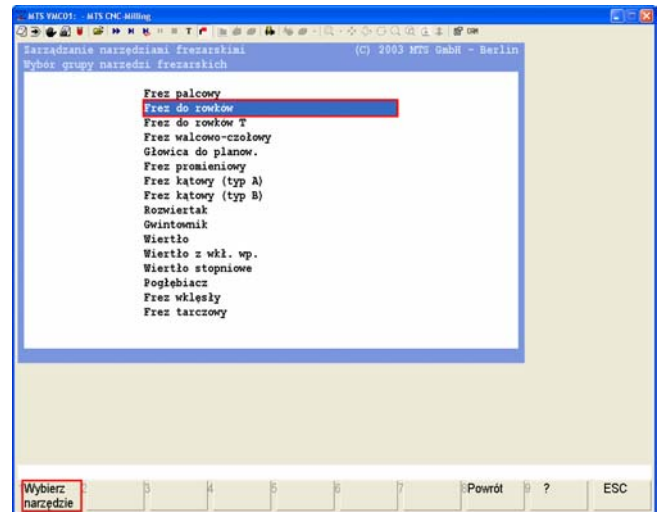 MTS VMC01: - MTS CNC-Milling
Zarządzanie narzędziami frezarskimi (C) 2003 MTS GmbH - Berlin
Wybór grupy narzędzi frezarskich
Frez palcowy
Frez do rowków
Frez do rowków T
Frez walcowo-czołowy
Głowica do planow.
Frez promieniowy
Frez kątowy (typ A)
Frez kątowy (typ B)
Rozwiertak
Gwintownik
Wiertło
Wiertło z wkł. wp.
Wiertło stopniowe
Pogłębiacz
Frez wklęsły
Frez tarczowy
Wybierz 2 3 4 5 6 7 8 Powrót 9 ? ESC
narzędzie